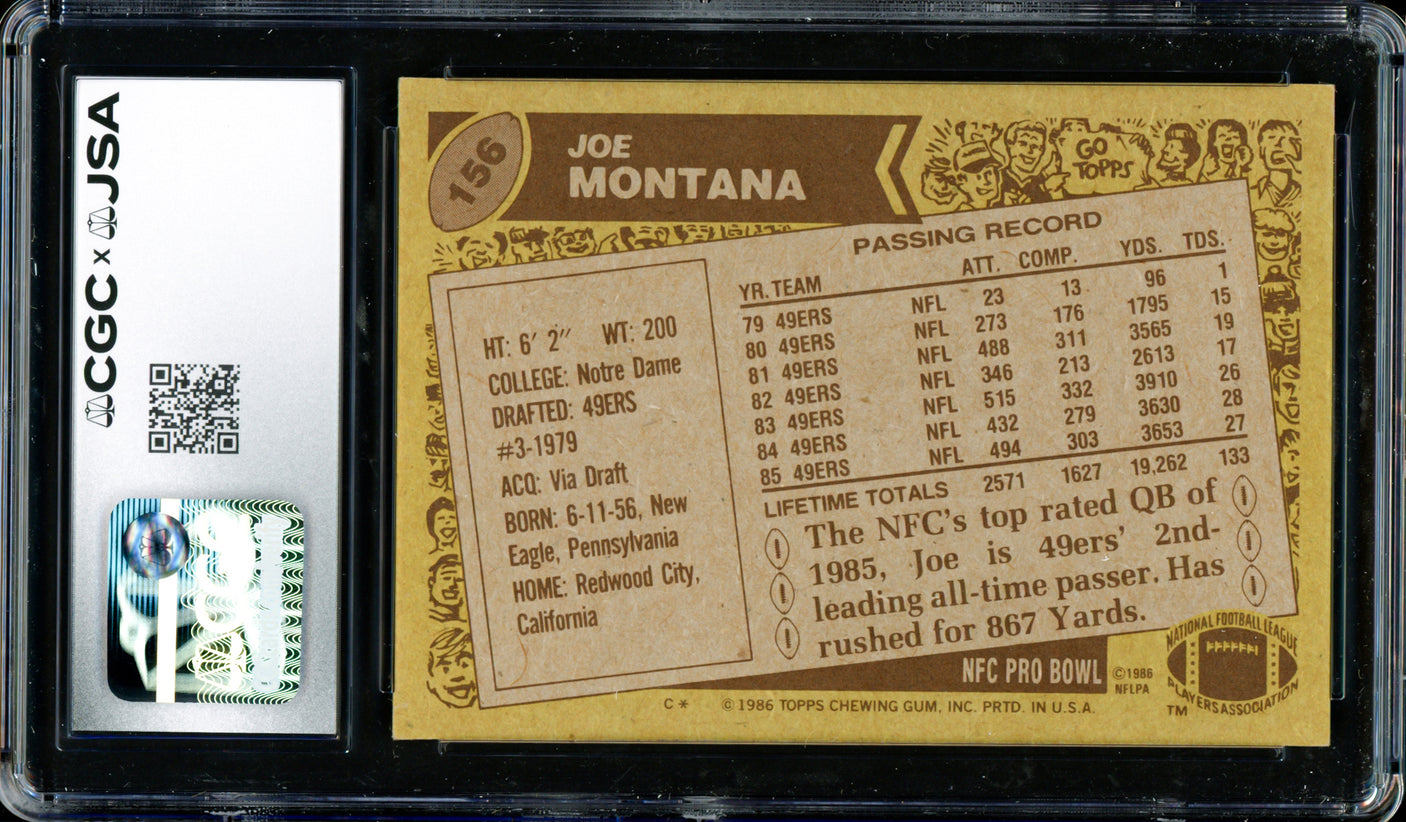 CGC x JSA
156
JOE
MONTANA
GO
TOPPS
PASSING RECORD
YR. TEAM ATT. COMP. YDS. TDS.
79 49ERS NFL 23 13 96 1
80 49ERS NFL 273 176 1795 15
81 49ERS NFL 488 311 3565 19
82 49ERS NFL 346 213 2613 17
83 49ERS NFL 515 332 3910 26
84 49ERS NFL 432 279 3630 28
85 49ERS NFL 494 303 3653 27
LIFETIME TOTALS 2571 1627 19,262 133
HT: 6′ 2″ WT: 200
COLLEGE: Notre Dame
DRAFTED: 49ERS
#3-1979
ACQ: Via Draft
BORN: 6-11-56, New
Eagle, Pennsylvania
HOME: Redwood City,
California
The NFC's top rated QB of
1985, Joe is 49ers' 2nd-
leading all-time passer. Has
rushed for 867 Yards.
NFC PRO BOWL
©1986
NFLPA
NATIONAL FOOTBALL LEAGUE
PLAYERS ASSOCIATION
TM
C* ©1986 TOPPS CHEWING GUM, INC. PRTD. IN U.S.A.